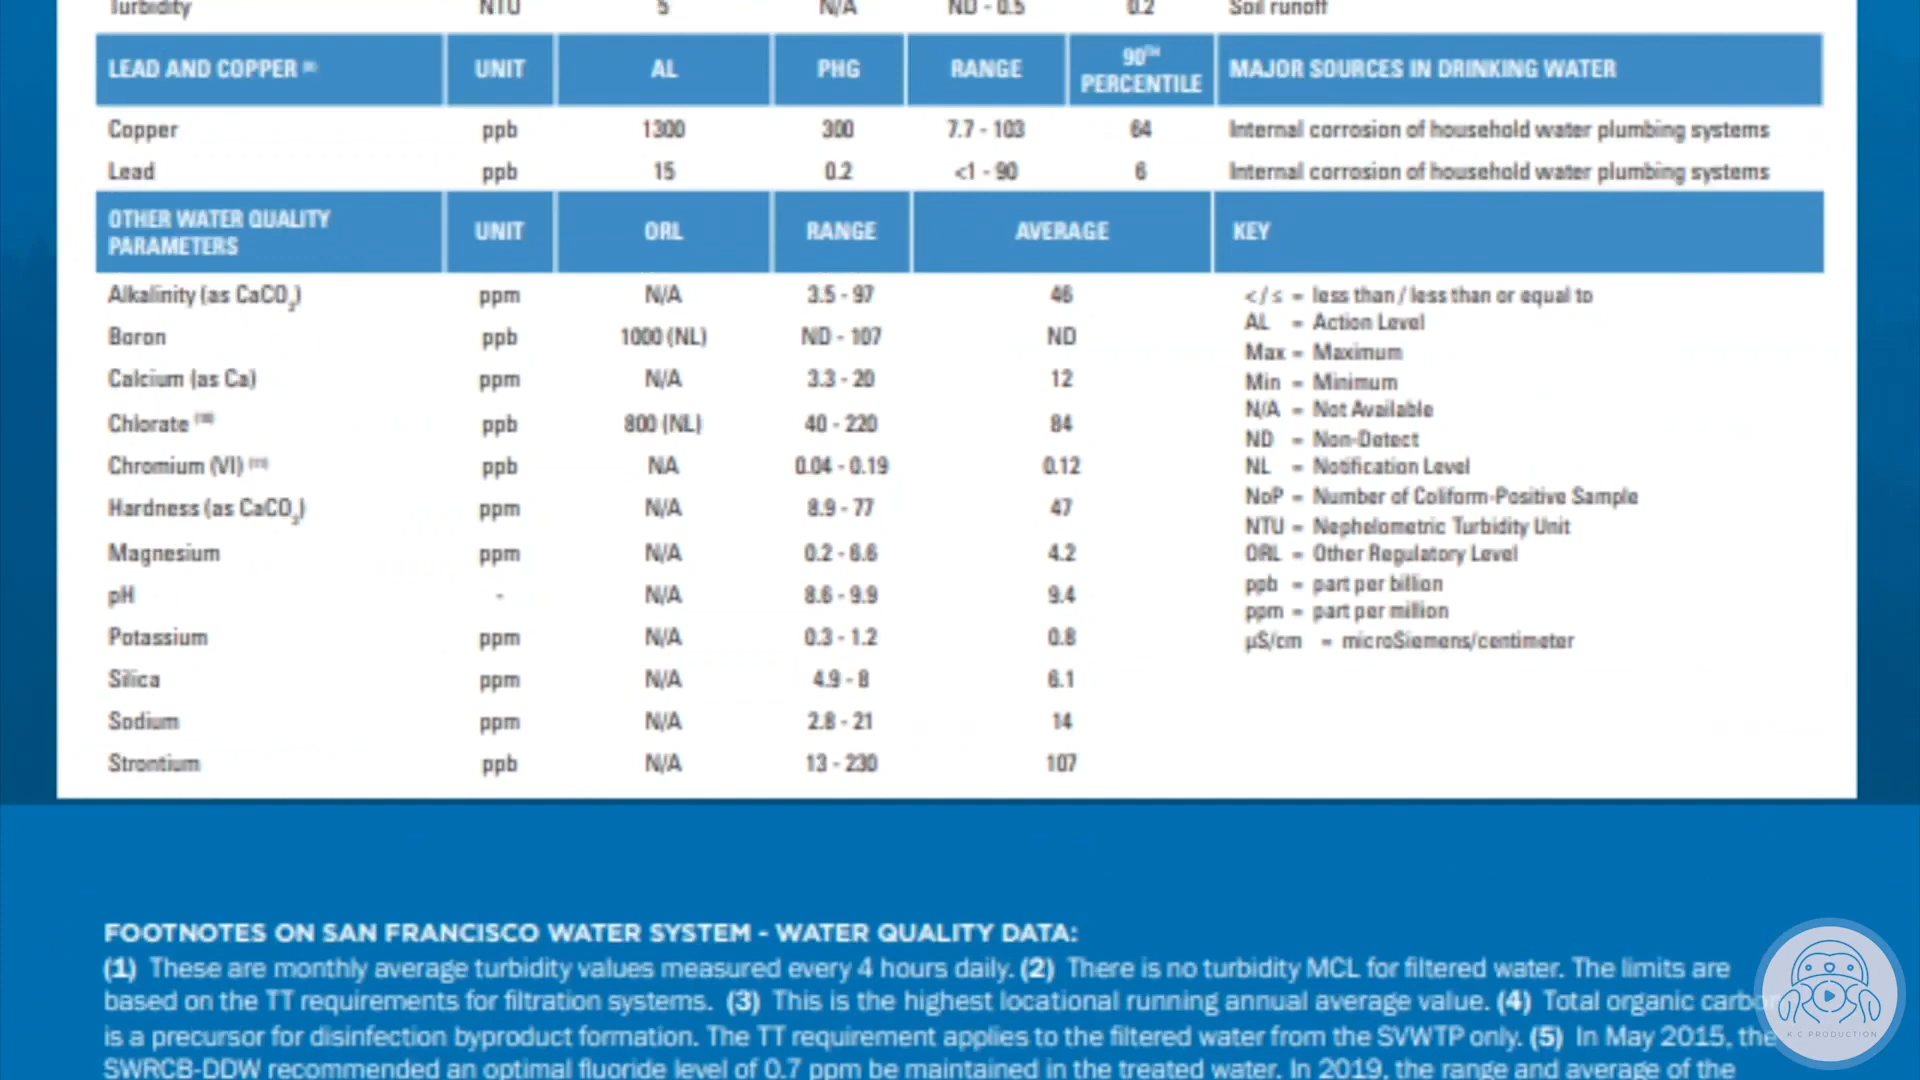 Turbidity NTU 5 N/A ND - 0.5 0.2 Soil runoff
LEAD AND COPPER UNIT AL PHG RANGE 90TH PERCENTILE MAJOR SOURCES IN DRINKING WATER
Copper ppb 1300 300 7.7 - 103 64 Internal corrosion of household water plumbing systems
Lead ppb 15 0.2 <1 - 90 6 Internal corrosion of household water plumbing systems
OTHER WATER QUALITY PARAMETERS UNIT ORL RANGE AVERAGE KEY
Alkalinity (as CaCO3) ppm N/A 3.5 - 97 46
Boron ppb 1000 (NL) ND - 107 ND
Calcium (as Ca) ppm N/A 3.3 - 20 12
Chlorate (10) ppb 800 (NL) 40 - 220 84
Chromium (VI) (11) ppb NA 0.04 - 0.19 0.12
Hardness (as CaCO3) ppm N/A 8.9 - 77 47
Magnesium ppm N/A 0.2 - 6.6 4.2
pH - N/A 8.6 - 9.9 9.4
Potassium ppm N/A 0.3 - 1.2 0.8
Silica ppm N/A 4.9 - 8 6.1
Sodium ppm N/A 2.8 - 21 14
Strontium ppb N/A 13 - 230 107
</≤ = less than / less than or equal to
AL = Action Level
Max = Maximum
Min = Minimum
N/A = Not Available
ND = Non-Detect
NL = Notification Level
NoP = Number of Coliform-Positive Sample
NTU = Nephelometric Turbidity Unit
ORL = Other Regulatory Level
ppb = part per billion
ppm = part per million
µS/cm = microSiemens/centimeter
FOOTNOTES ON SAN FRANCISCO WATER SYSTEM - WATER QUALITY DATA:
(1) These are monthly average turbidity values measured every 4 hours daily. (2) There is no turbidity MCL for filtered water. The limits are
based on the TT requirements for filtration systems. (3) This is the highest locational running annual average value. (4) Total organic carbon
is a precursor for disinfection byproduct formation. The TT requirement applies to the filtered water from the SVWTP only. (5) In May 2015, the
SWRCB-DDW recommended an optimal fluoride level of 0.7 ppm be maintained in the treated water. In 2019, the range and average of the
K C PRODUCTION